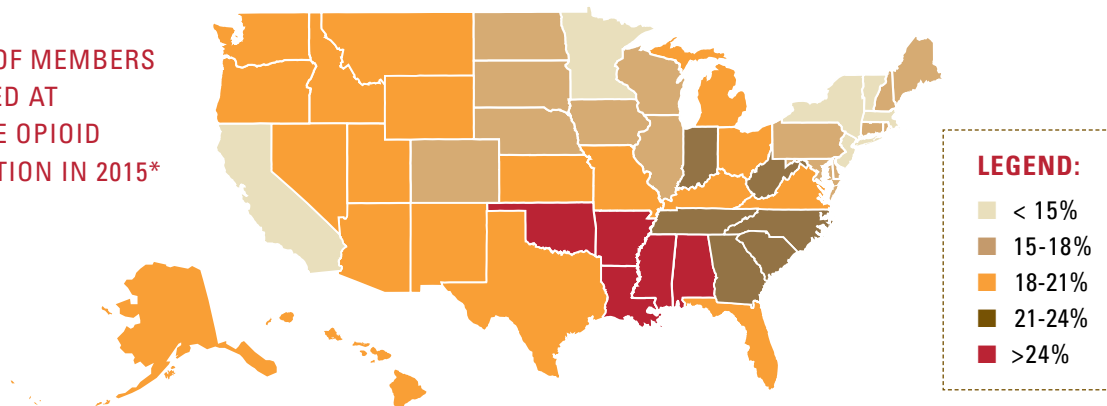 OF MEMBERS
ED AT
E OPIOID
TION IN 2015*
LEGEND:
< 15%
15-18%
18-21%
21-24%
>24%